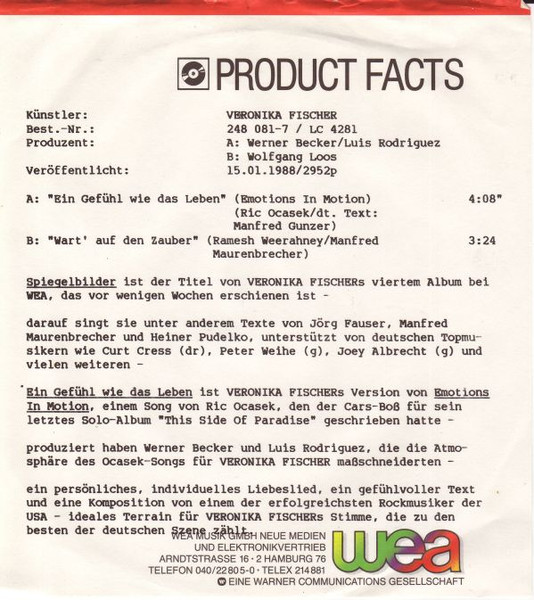 PRODUCT FACTS
Künstler: VERONIKA FISCHER
Best.-Nr.: 248 081-7 / LC 4281
Produzent: A: Werner Becker/Luis Rodriguez
B: Wolfgang Loos
Veröffentlicht: 15.01.1988/2952p
A: "Ein Gefühl wie das Leben" (Emotions In Motion) 4:08"
(Ric Ocasek/dt. Text:
Manfred Gunzer)
B: "Wart' auf den Zauber" (Ramesh Weerahney/Manfred 3:24
Maurenbrecher)
Spiegelbilder ist der Titel von VERONIKA FISCHERs viertem Album bei
WEA, das vor wenigen Wochen erschienen ist -
darauf singt sie unter anderem Texte von Jörg Fauser, Manfred
Maurenbrecher und Heiner Pudelko, unterstützt von deutschen Topmu-
sikern wie Curt Cress (dr), Peter Weihe (g), Joey Albrecht (g) und
vielen weiteren -
Ein Gefühl wie das Leben ist VERONIKA FISCHERs Version von Emotions
In Motion, einem Song von Ric Ocasek, den der Cars-Boß für sein
letztes Solo-Album "This Side Of Paradise" geschrieben hatte -
produziert haben Werner Becker und Luis Rodriguez, die die Atmo-
sphäre des Ocasek-Songs für VERONIKA FISCHER maßschneiderten -
ein persönliches, individuelles Liebeslied, ein gefühlvoller Text
und eine Komposition von einem der erfolgreichsten Rockmusiker der
USA - ideales Terrain für VERONIKA FISCHERs Stimme, die zu den
besten der deutschen Szene zählt
WEA MUSIK GMBH NEUE MEDIEN
UND ELEKTRONIKVERTRIEB
ARNDTSTRASSE 16 · 2 HAMBURG 76
TELEFON 040/22 80 5-0 · TELEX 214 881
wea
EINE WARNER COMMUNICATIONS GESELLSCHAFT